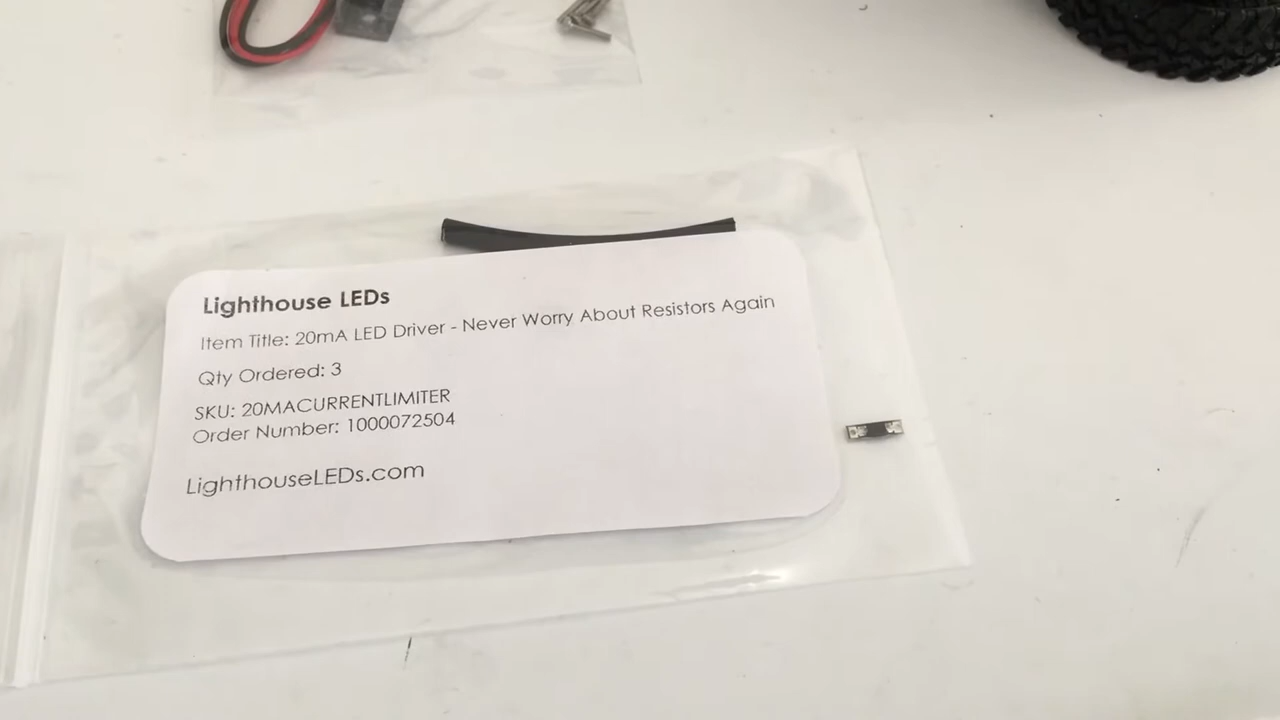 Lighthouse LEDs
Item Title: 20mA LED Driver - Never Worry About Resistors Again
Qty Ordered: 3
SKU: 20MACURRENTLIMITER
Order Number: 1000072504
LighthouseLEDs.com